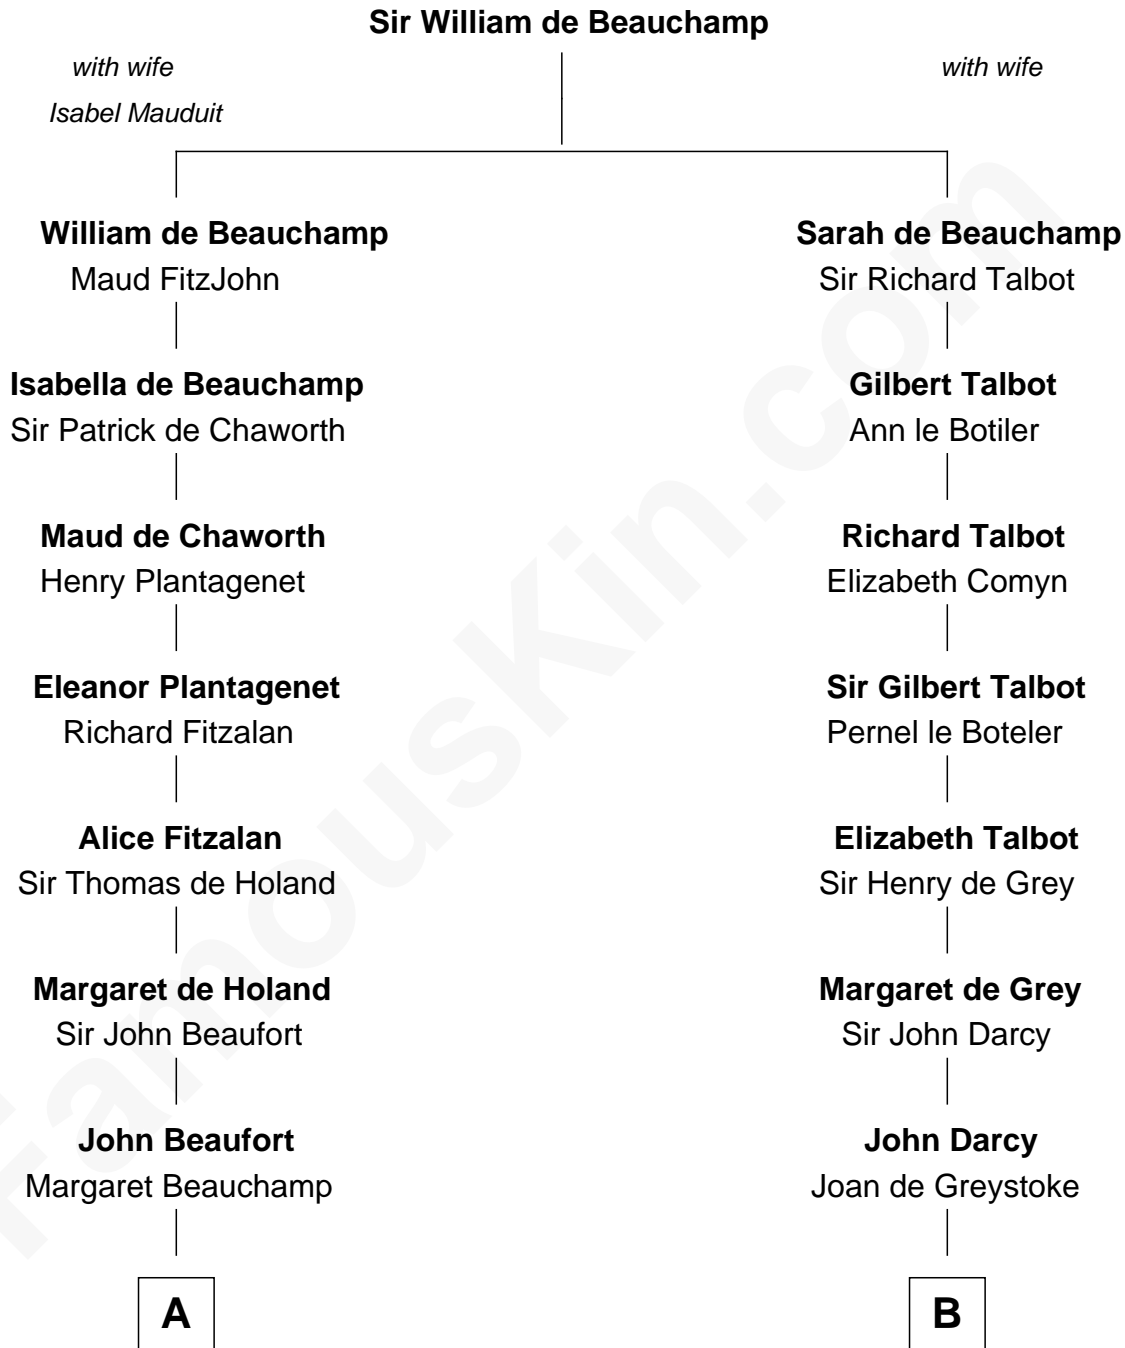 Sir William de Beauchamp
with wife
with wife
Isabel Mauduit
William de Beauchamp
Sarah de Beauchamp
Maud FitzJohn
Sir Richard Talbot
Isabella de Beauchamp
Gilbert Talbot
Sir Patrick de Chaworth
Ann le Botiler
Maud de Chaworth
Richard Talbot
Henry Plantagenet
Elizabeth Comyn
Eleanor Plantagenet
Sir Gilbert Talbot
Richard Fitzalan
Pernel le Boteler
Alice Fitzalan
Elizabeth Talbot
Sir Thomas de Holand
Sir Henry de Grey
Margaret de Holand
Margaret de Grey
Sir John Beaufort
Sir John Darcy
John Beaufort
John Darcy
Margaret Beauchamp
Joan de Greystoke
A
B
FamousKin.com